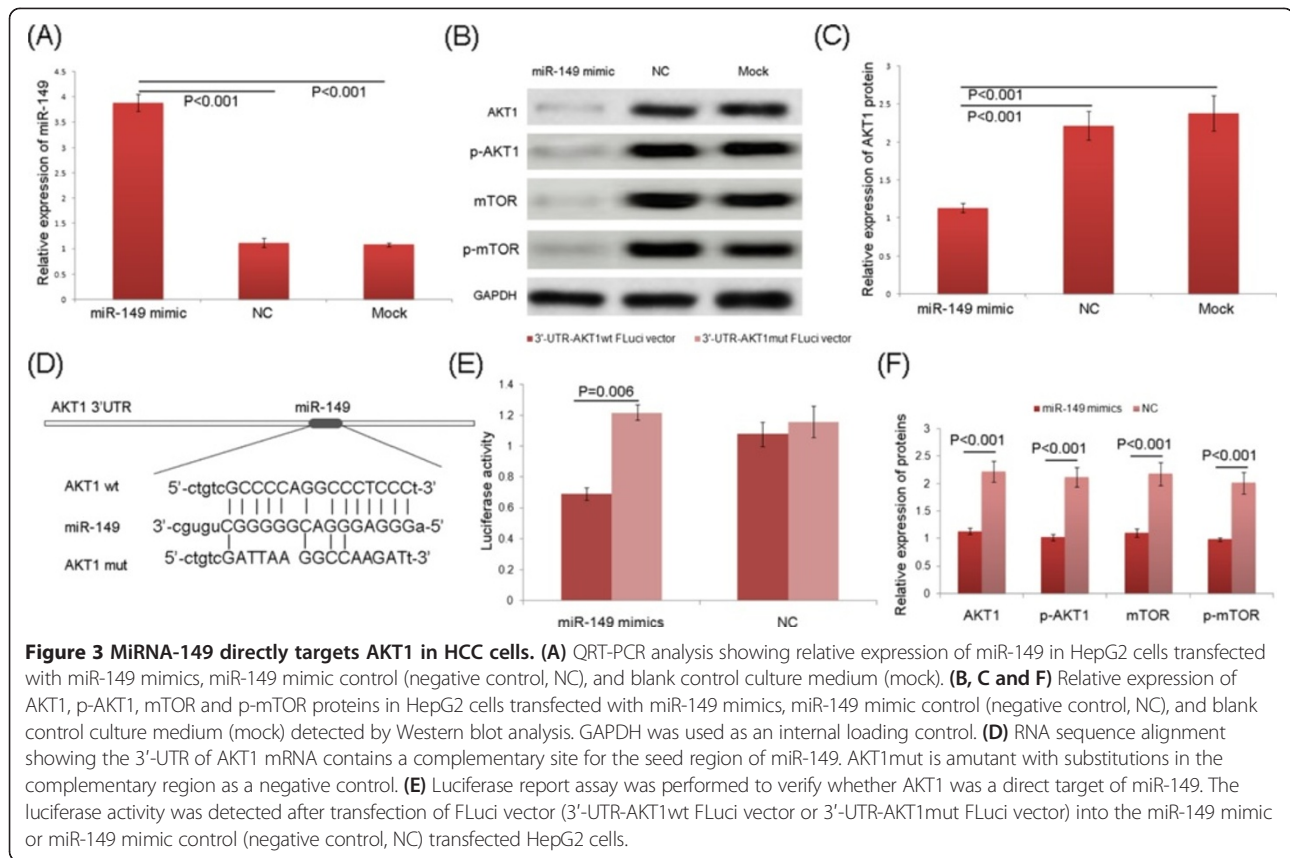 (A)
Relative expression of miR-149
4.5
4
3.5
3
2.5
2
1.5
1
0.5
0
P<0.001
P<0.001
miR-149 mimic NC Mock
(B)
miR-149 mimic NC Mock
AKT1
p-AKT1
mTOR
p-mTOR
GAPDH
(C)
Relative expression of AKT1 protein
3
2.5
2
1.5
1
0.5
0
P<0.001
P<0.001
miR-149 mimic NC Mock
(D)
AKT1 3'UTR miR-149
AKT1 wt 5'-ctgtcGCCCCAGGCCCTCCCt-3'
miR-149 3'-cguguCGGGGGCAGGGAGGGa-5'
AKT1 mut 5'-ctgtcGATTAA GGCCAAGATt-3'
(E)
3'-UTR-AKT1wt FLuci vector 3'-UTR-AKT1mut FLuci vector
Luciferase activity
1.4
1.2
1
0.8
0.6
0.4
0.2
0
P=0.006
miR-149 mimics NC
(F)
miR-149 mimics NC
Relative expression of proteins
3
2.5
2
1.5
1
0.5
0
P<0.001 P<0.001 P<0.001 P<0.001
AKT1 p-AKT1 mTOR p-mTOR
Figure 3 MiRNA-149 directly targets AKT1 in HCC cells. (A) QRT-PCR analysis showing relative expression of miR-149 in HepG2 cells transfected
with miR-149 mimics, miR-149 mimic control (negative control, NC), and blank control culture medium (mock). (B, C and F) Relative expression of
AKT1, p-AKT1, mTOR and p-mTOR proteins in HepG2 cells transfected with miR-149 mimics, miR-149 mimic control (negative control, NC), and blank
control culture medium (mock) detected by Western blot analysis. GAPDH was used as an internal loading control. (D) RNA sequence alignment
showing the 3′-UTR of AKT1 mRNA contains a complementary site for the seed region of miR-149. AKT1mut is amutant with substitutions in the
complementary region as a negative control. (E) Luciferase report assay was performed to verify whether AKT1 was a direct target of miR-149. The
luciferase activity was detected after transfection of FLuci vector (3′-UTR-AKT1wt FLuci vector or 3′-UTR-AKT1mut FLuci vector) into the miR-149 mimic
or miR-149 mimic control (negative control, NC) transfected HepG2 cells.